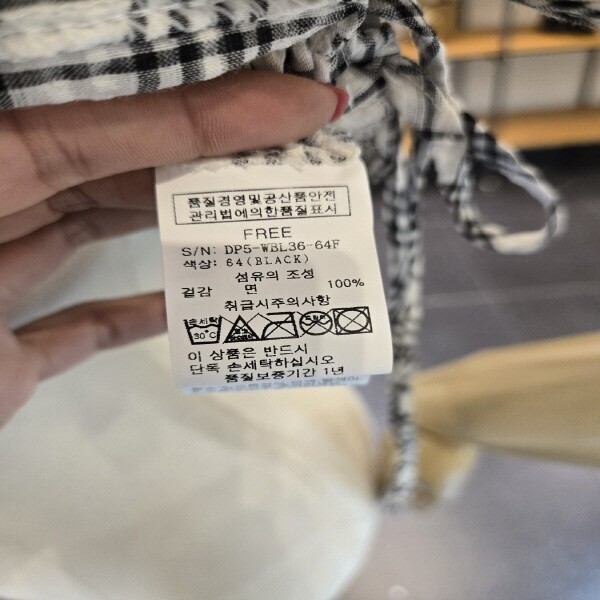 품질경영및공산품안전
관리법에의한품질표시
FREE
S/N: DP5-WBL36-64F
색상: 64(BLACK)
섬유의 조성
겉감 면 100%
취급시주의사항
손세탁
30°C
이 상품은 반드시
단독 손세탁하십시오
품질보증기간 1년